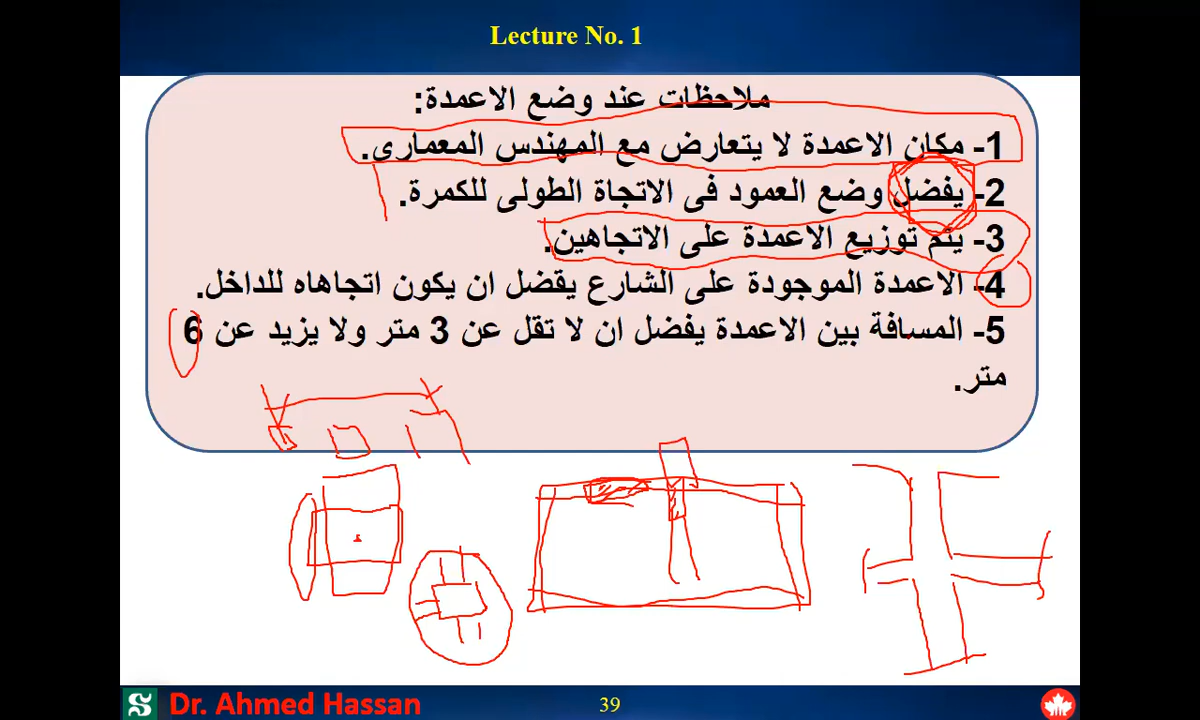 Lecture No. 1
ملاحظات عند وضع الاعمدة:
1- مكان الاعمدة لا يتعارض مع المهندس المعمارى.
2- يفضل وضع العمود فى الاتجاة الطولى للكمرة.
3- يتم توزيع الاعمدة على الاتجاهين.
4- الاعمدة الموجودة على الشارع يقضل ان يكون اتجاهاه للداخل.
5- المسافة بين الاعمدة يفضل ان لا تقل عن 3 متر ولا يزيد عن 6
متر.
Dr. Ahmed Hassan
39